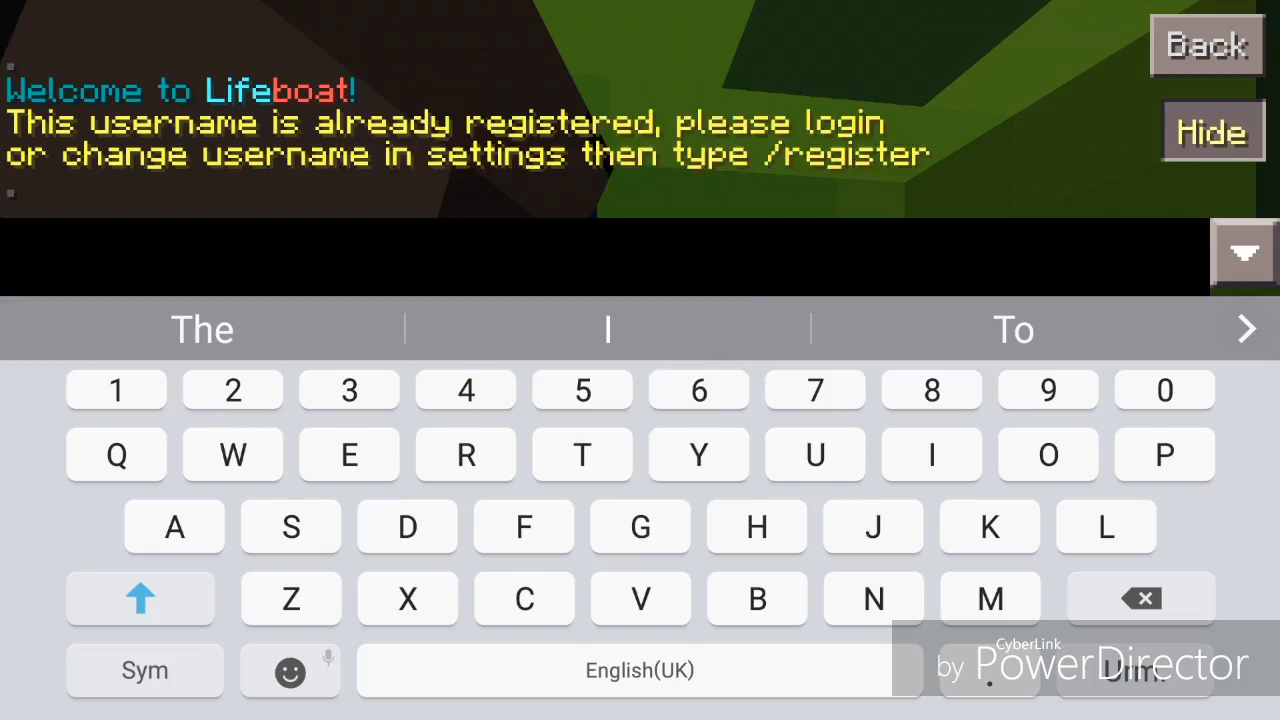 Back
Welcome to Lifeboat!
This username is already registered, please login
or change username in settings then type /register
Hide
The I To
1 2 3 4 5 6 7 8 9 0
Q W E R T Y U I O P
A S D F G H J K L
Z X C V B N M
Sym English(UK) .
CyberLink
by PowerDirector